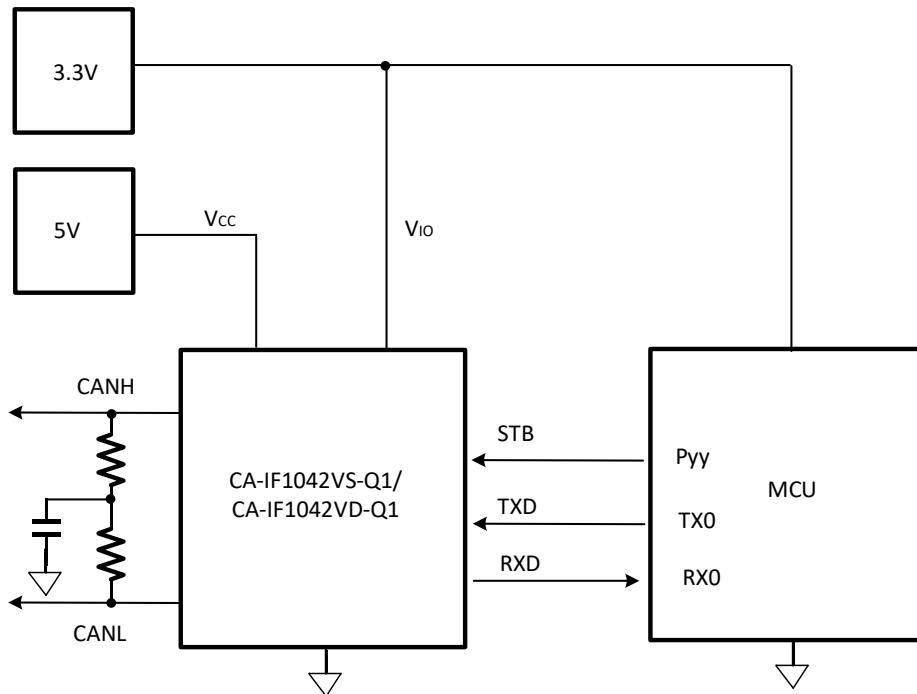 3.3V
5V
VCC
VIO
CANH
CANL
CA-IF1042VS-Q1/
CA-IF1042VD-Q1
STB
TXD
RXD
Pyy
TX0
RX0
MCU